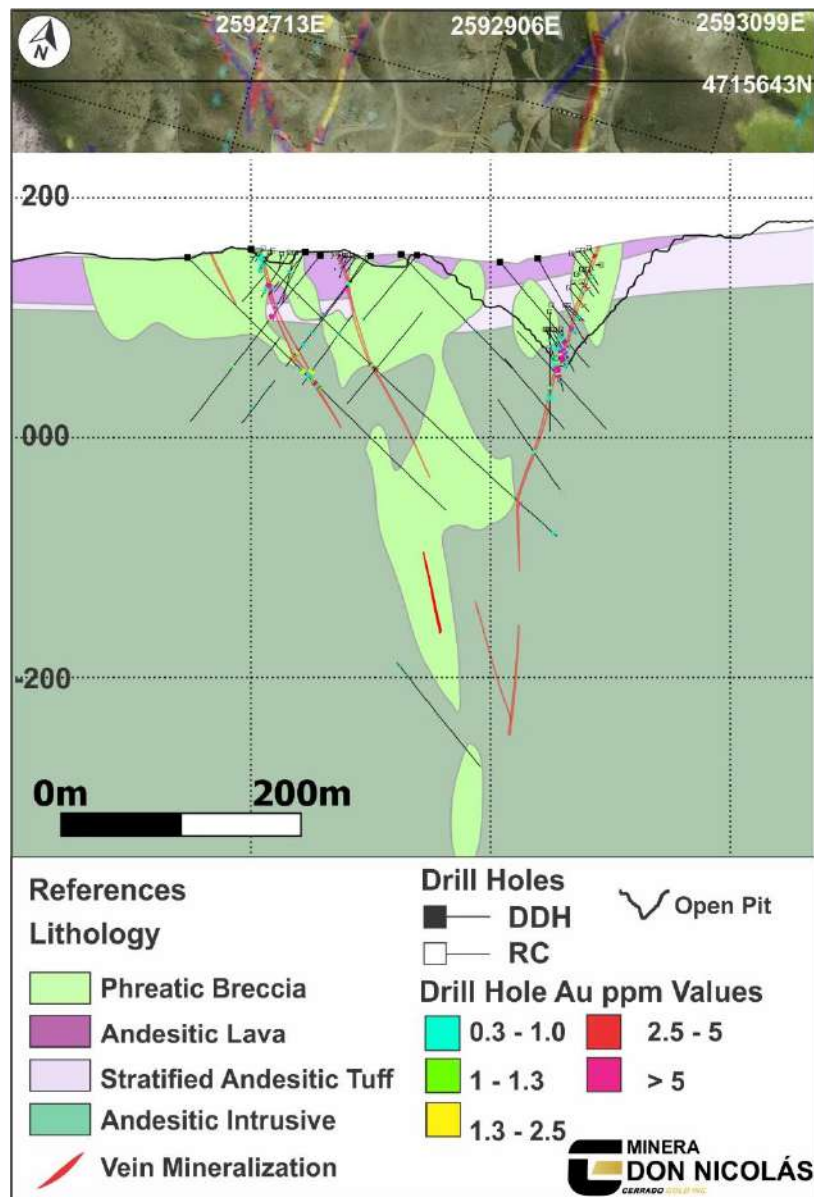 N
2592713E
2592906E
2593099E
4715643N
200
000
-200
0m
200m
References
Lithology
Phreatic Breccia
Andesitic Lava
Stratified Andesitic Tuff
Andesitic Intrusive
Vein Mineralization
Drill Holes
DDH
RC
Open Pit
Drill Hole Au ppm Values
0.3 - 1.0
2.5 - 5
1 - 1.3
> 5
1.3 - 2.5
MINERA
DON NICOLÁS
CERRADO GOLD INC